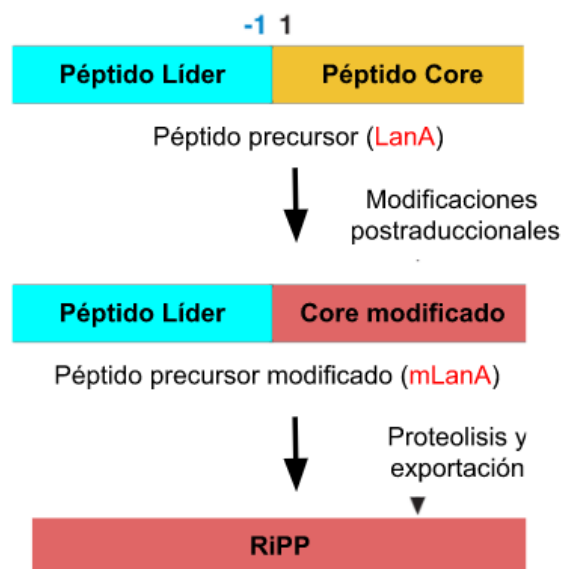 -1 1
Péptido Líder Péptido Core
Péptido precursor (LanA)
Modificaciones
postraduccionales
Péptido Líder Core modificado
Péptido precursor modificado (mLanA)
Proteolisis y
exportación
RiPP